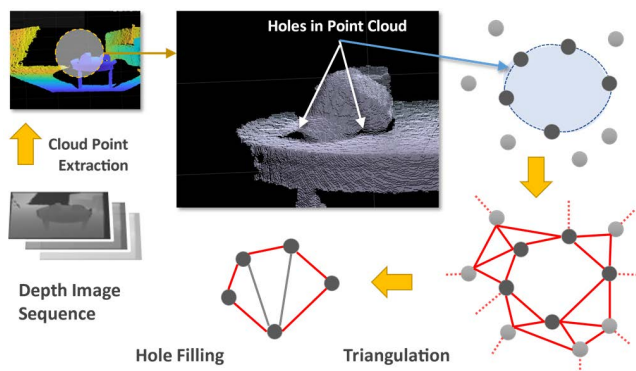 Holes in Point Cloud
Cloud Point
Extraction
Depth Image
Sequence
Hole Filling
Triangulation